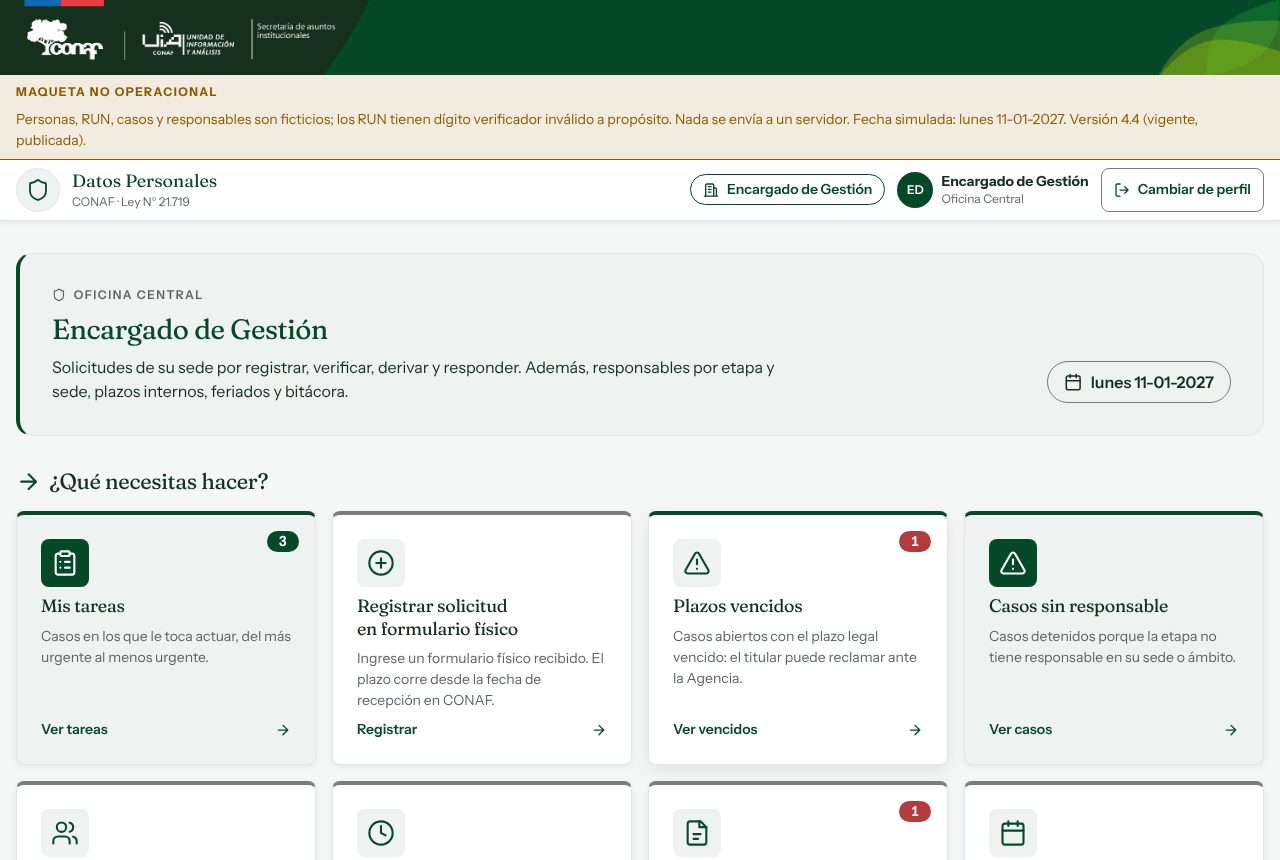 conaf
UIA
CONAF
UNIDAD DE
INFORMACIÓN
Y ANÁLISIS
Secretaría de asuntos
institucionales
MAQUETA NO OPERACIONAL
Personas, RUN, casos y responsables son ficticios; los RUN tienen dígito verificador inválido a propósito. Nada se envía a un servidor. Fecha simulada: lunes 11-01-2027. Versión 4.4 (vigente,
publicada).
Datos Personales
CONAF · Ley N° 21.719
Encargado de Gestión
ED
Encargado de Gestión
Oficina Central
Cambiar de perfil
OFICINA CENTRAL
Encargado de Gestión
Solicitudes de su sede por registrar, verificar, derivar y responder. Además, responsables por etapa y
sede, plazos internos, feriados y bitácora.
lunes 11-01-2027
¿Qué necesitas hacer?
3
Mis tareas
Casos en los que le toca actuar, del más
urgente al menos urgente.
Ver tareas
Registrar solicitud
en formulario físico
Ingrese un formulario físico recibido. El
plazo corre desde la fecha de
recepción en CONAF.
Registrar
1
Plazos vencidos
Casos abiertos con el plazo legal
vencido: el titular puede reclamar ante
la Agencia.
Ver vencidos
Casos sin responsable
Casos detenidos porque la etapa no
tiene responsable en su sede o ámbito.
Ver casos
1